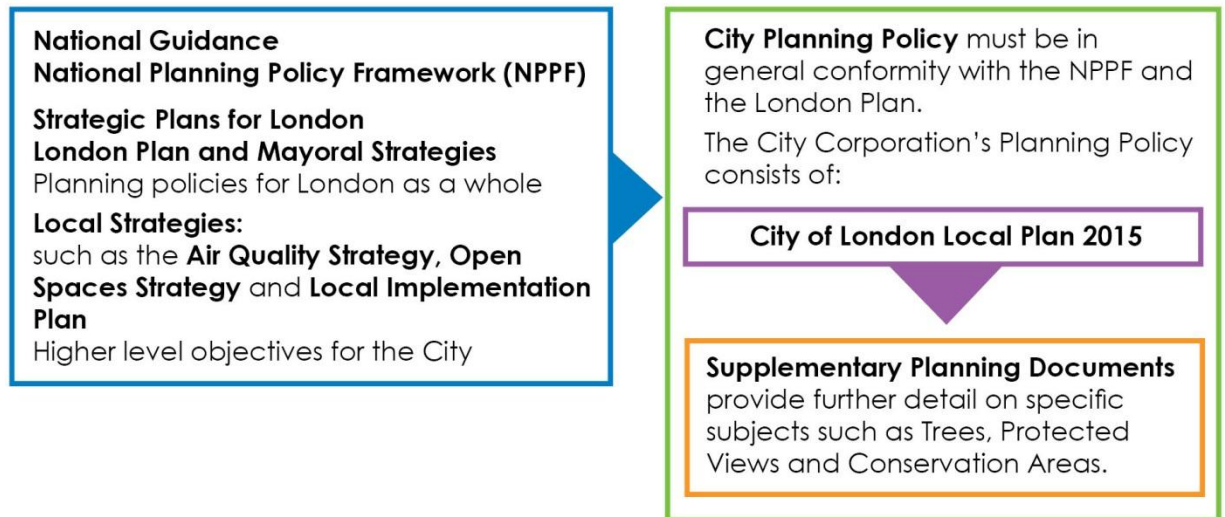 National Guidance
National Planning Policy Framework (NPPF)
Strategic Plans for London
London Plan and Mayoral Strategies
Planning policies for London as a whole
Local Strategies:
such as the Air Quality Strategy, Open
Spaces Strategy and Local Implementation
Plan
Higher level objectives for the City
City Planning Policy must be in
general conformity with the NPPF and
the London Plan.
The City Corporation’s Planning Policy
consists of:
City of London Local Plan 2015
Supplementary Planning Documents
provide further detail on specific
subjects such as Trees, Protected
Views and Conservation Areas.